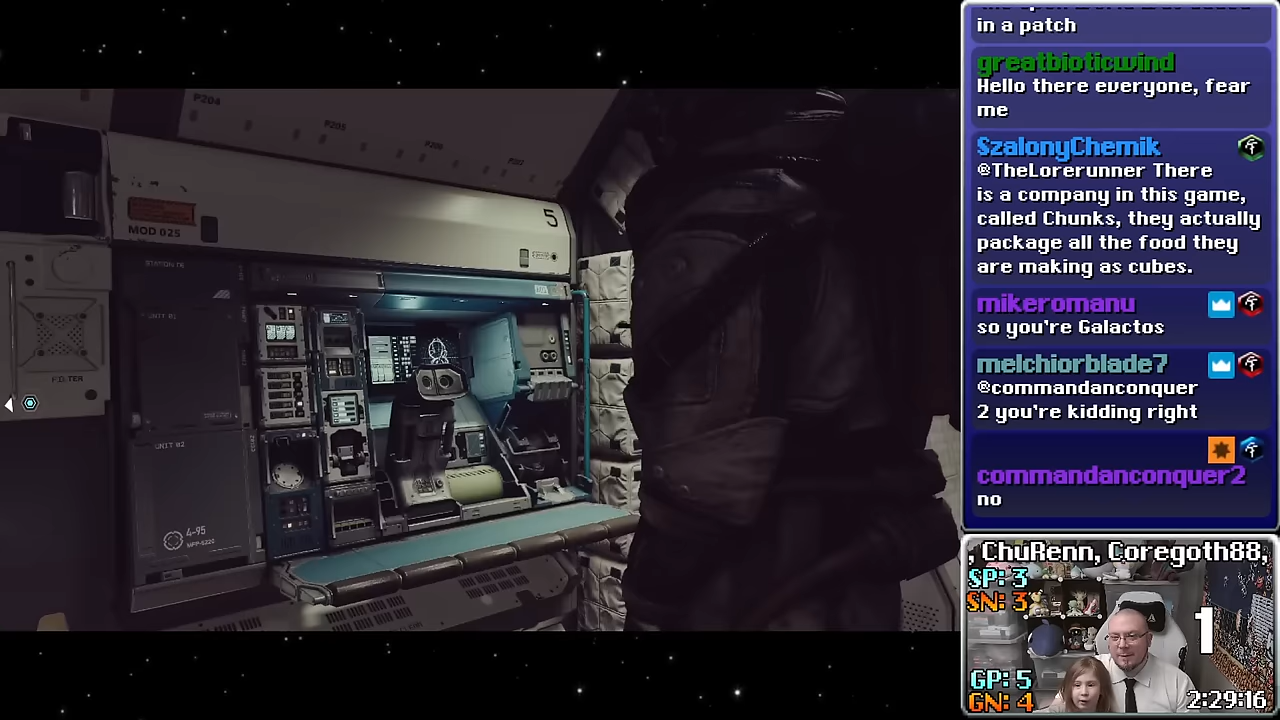 in a patch
greatbioticwind
Hello there everyone, fear
me
SzalonyChemik
@TheLorerunner There
is a company in this game,
called Chunks, they actually
package all the food they
are making as cubes.
mikeromanu
so you're Galactos
melchiorblade7
@commandanconquer
2 you're kidding right
commandanconquer2
no
, ChuRenn, Coregoth88,
SP: 3
SN: 3
1
GP: 5
GN: 4
2:29:16
P204
P205
5
MOD 025
UNIT 01
UNIT 02
4-95